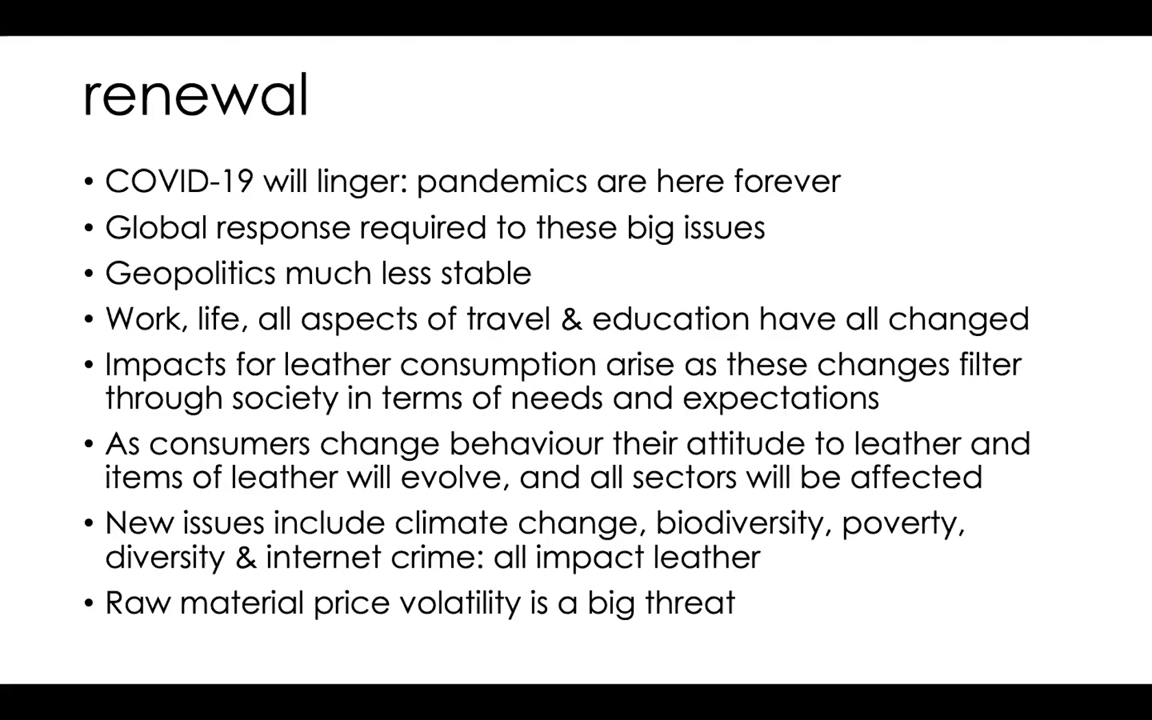 renewal
• COVID-19 will linger: pandemics are here forever
• Global response required to these big issues
• Geopolitics much less stable
• Work, life, all aspects of travel & education have all changed
• Impacts for leather consumption arise as these changes filter
through society in terms of needs and expectations
• As consumers change behaviour their attitude to leather and
items of leather will evolve, and all sectors will be affected
• New issues include climate change, biodiversity, poverty,
diversity & internet crime: all impact leather
• Raw material price volatility is a big threat